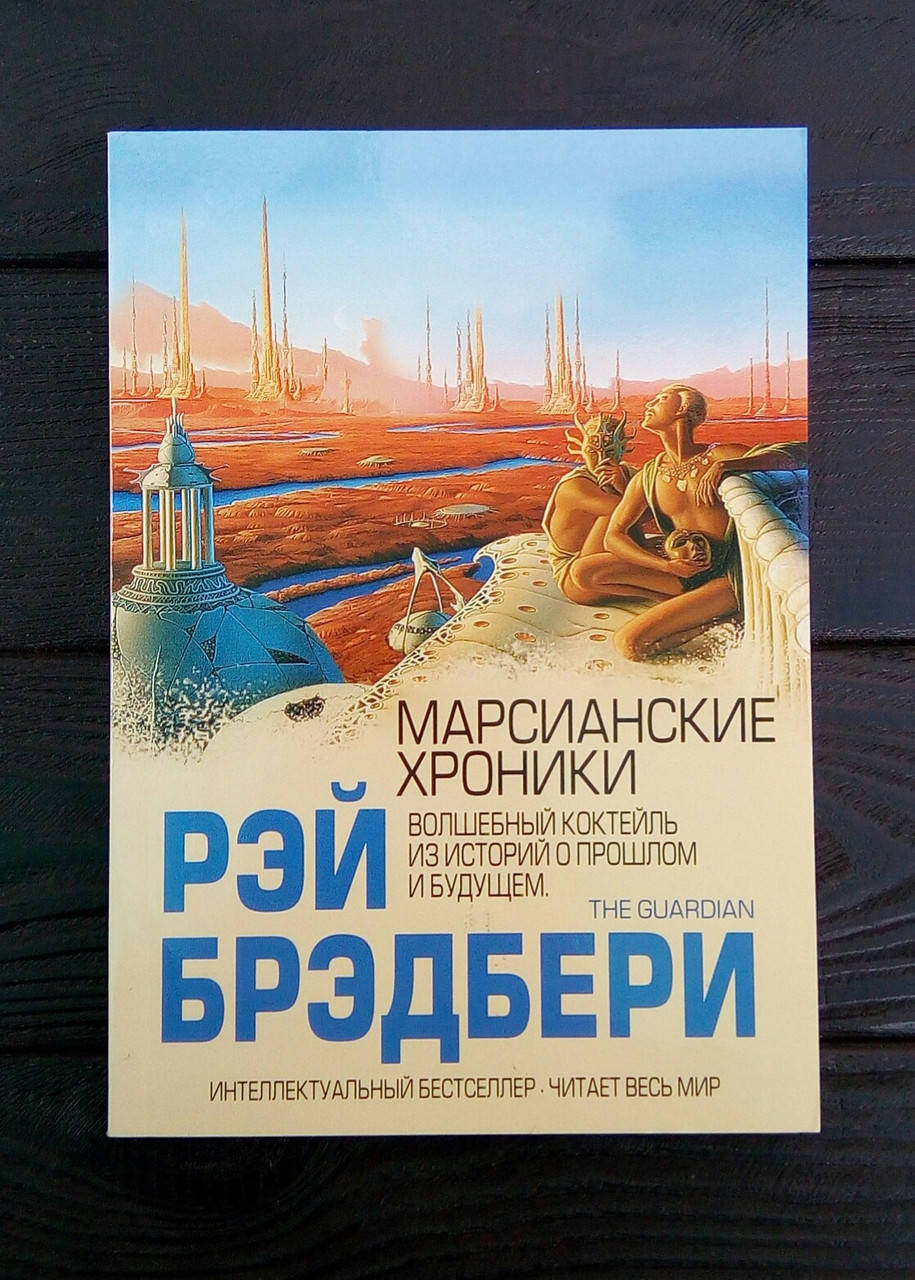 МАРСИАНСКИЕ
ХРОНИКИ
РЭЙ
ВОЛШЕБНЫЙ КОКТЕЙЛЬ
ИЗ ИСТОРИЙ О ПРОШЛОМ
И БУДУЩЕМ.
THE GUARDIAN
БРЭДБЕРИ
ИНТЕЛЛЕКТУАЛЬНЫЙ БЕСТСЕЛЛЕР · ЧИТАЕТ ВЕСЬ МИР